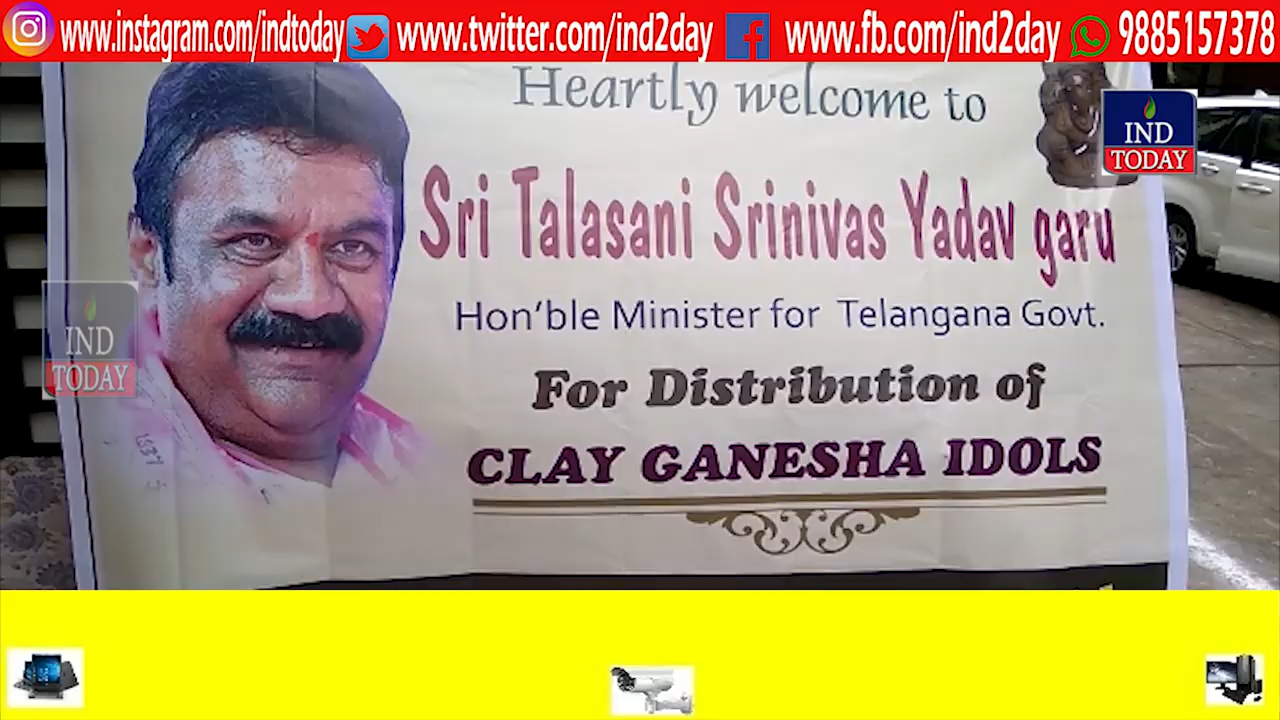 www.instagram.com/indtoday www.twitter.com/ind2day www.fb.com/ind2day 9885157378
Heartly welcome to
IND
TODAY
Sri Talasani Srinivas Yadav garu
Hon'ble Minister for Telangana Govt.
IND
TODAY
For Distribution of
CLAY GANESHA IDOLS